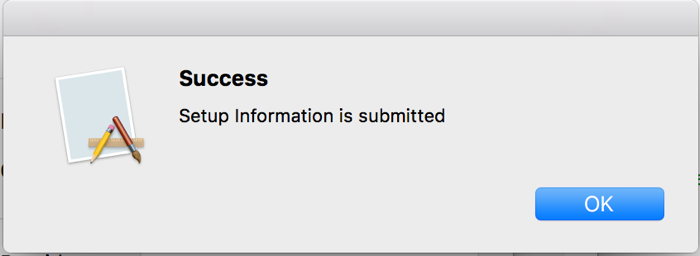 Success
Setup Information is submitted
OK